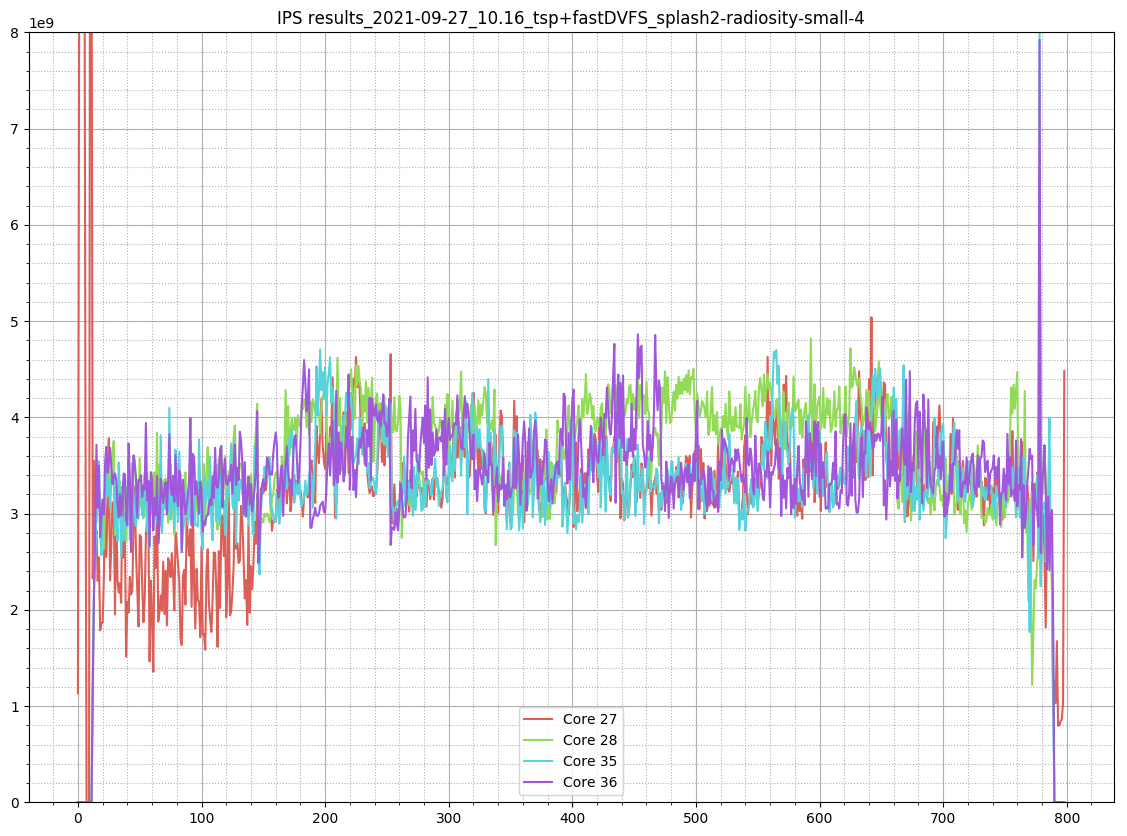 IPS results_2021-09-27_10.16_tsp+fastDVFS_splash2-radiosity-small-4
1e9
8
7
6
5
4
3
2
1
0
Core 27
Core 28
Core 35
Core 36
0 100 200 300 400 500 600 700 800